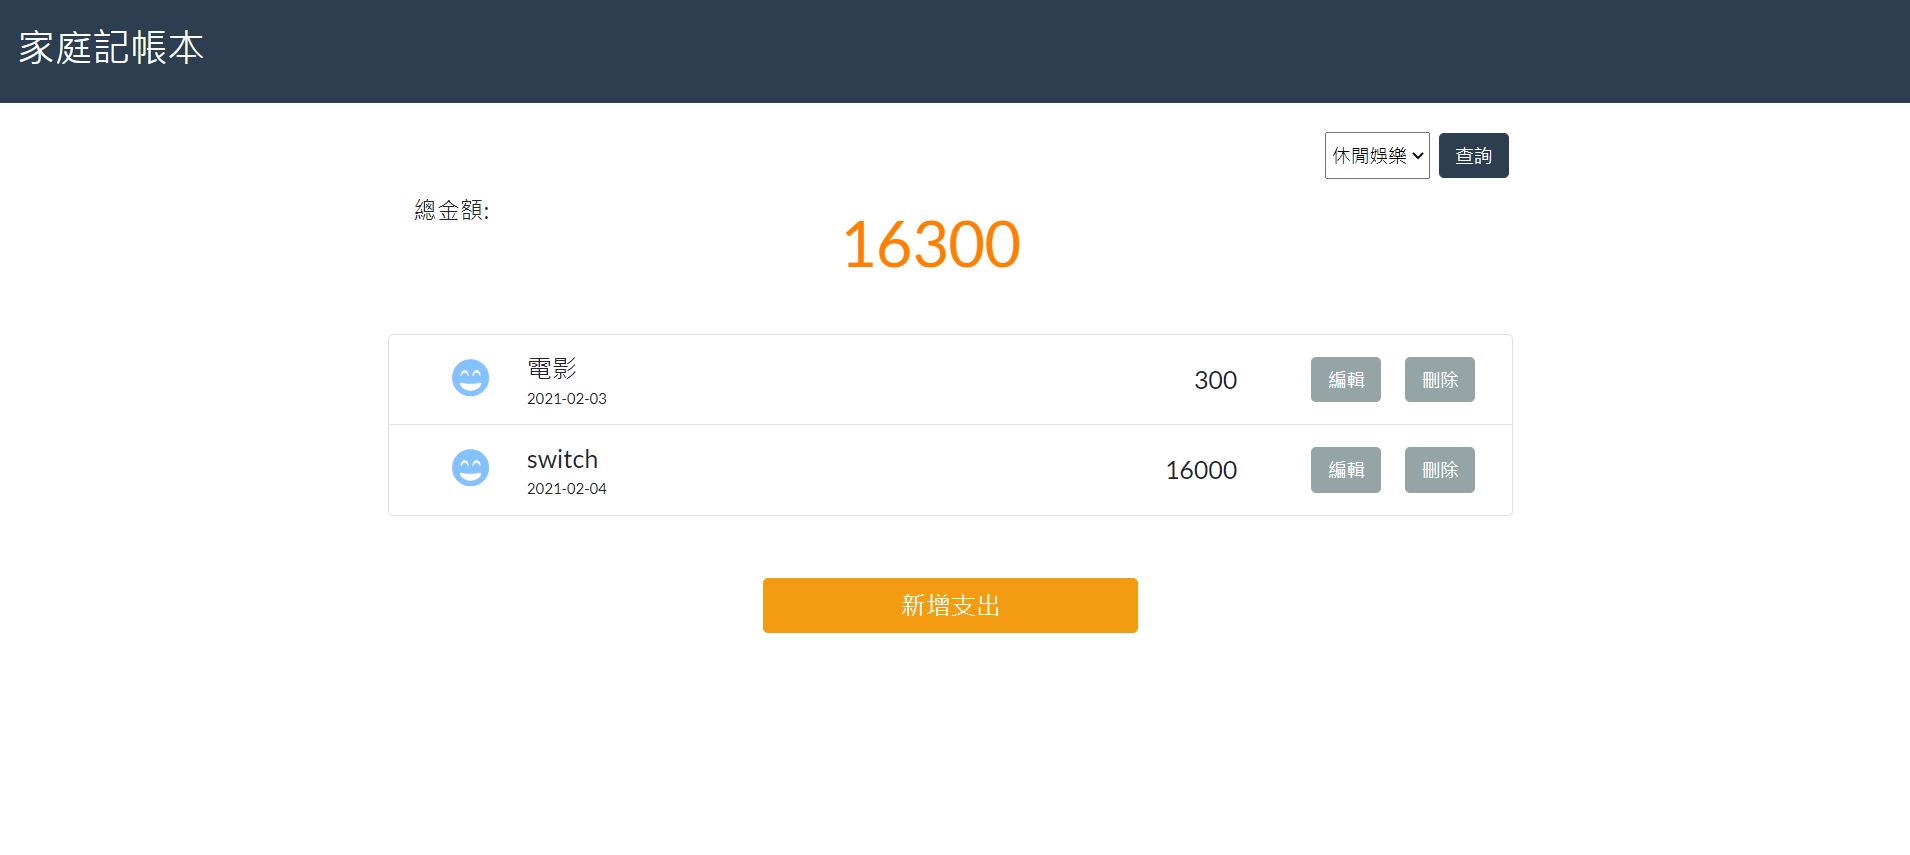 家庭記帳本
休閒娛樂 查詢
總金額:
16300
電影
2021-02-03
300 編輯 刪除
switch
2021-02-04
16000 編輯 刪除
新增支出